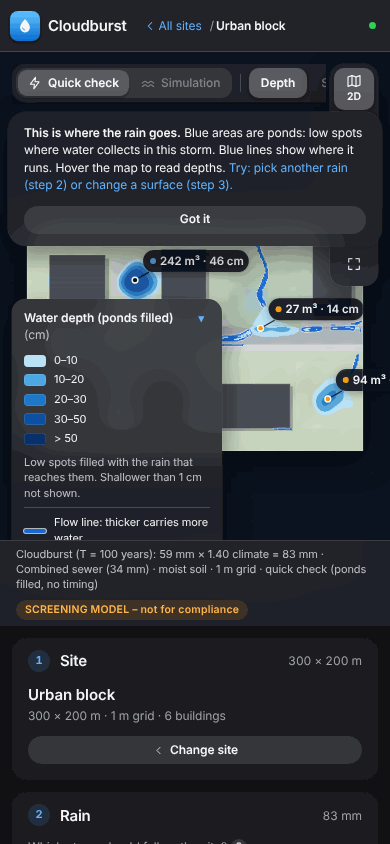 Cloudburst
All sites / Urban block
Quick check
Simulation
Depth
2D
This is where the rain goes. Blue areas are ponds: low spots
where water collects in this storm. Blue lines show where it
runs. Hover the map to read depths. Try: pick another rain
(step 2) or change a surface (step 3).
Got it
242 m³ · 46 cm
27 m³ · 14 cm
94 m³
Water depth (ponds filled)
(cm)
0–10
10–20
20–30
30–50
> 50
Low spots filled with the rain that
reaches them. Shallower than 1 cm
not shown.
Flow line: thicker carries more
water
Cloudburst (T = 100 years): 59 mm × 1.40 climate = 83 mm ·
Combined sewer (34 mm) · moist soil · 1 m grid · quick check (ponds
filled, no timing)
SCREENING MODEL – not for compliance
1 Site 300 × 200 m
Urban block
300 × 200 m · 1 m grid · 6 buildings
Change site
2 Rain 83 mm